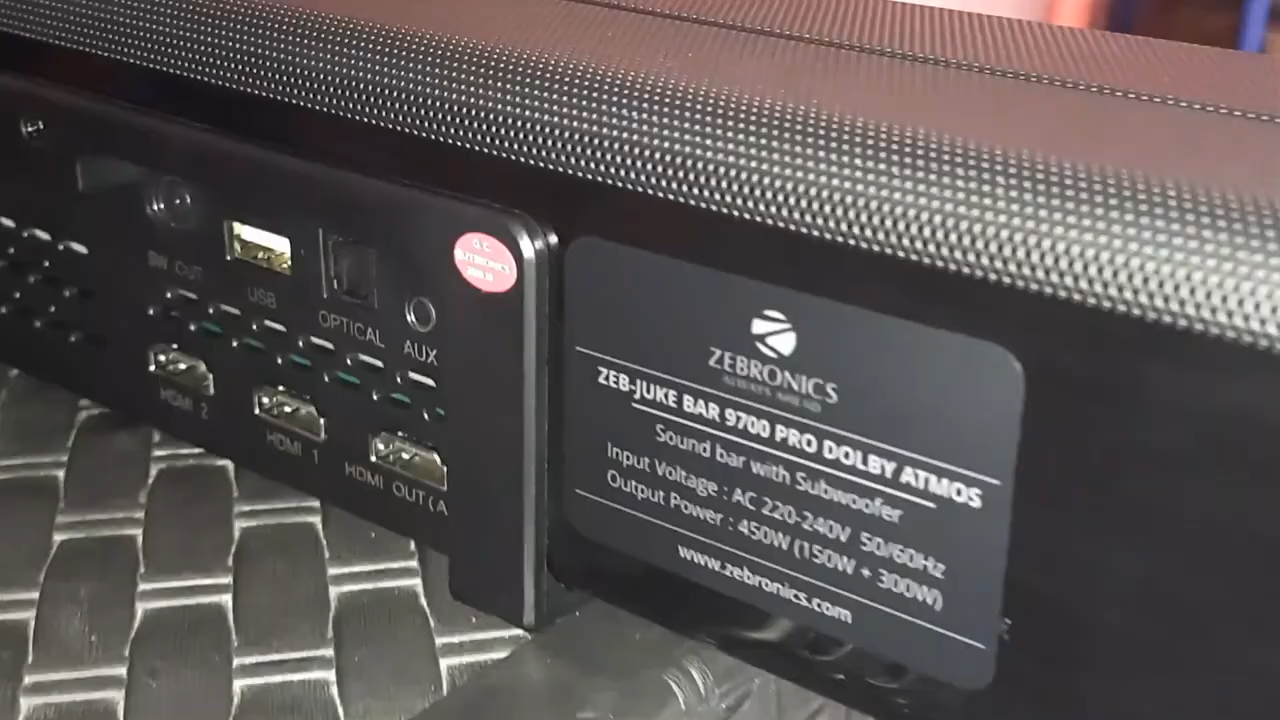 SW OUT
USB
OPTICAL
AUX
HDMI 2
HDMI 1
HDMI OUT(A
ZEBRONICS
ZEB-JUKE BAR 9700 PRO DOLBY ATMOS
Sound bar with Subwoofer
Input Voltage : AC 220-240V 50/60Hz
Output Power : 450W (150W + 300W)
www.zebronics.com